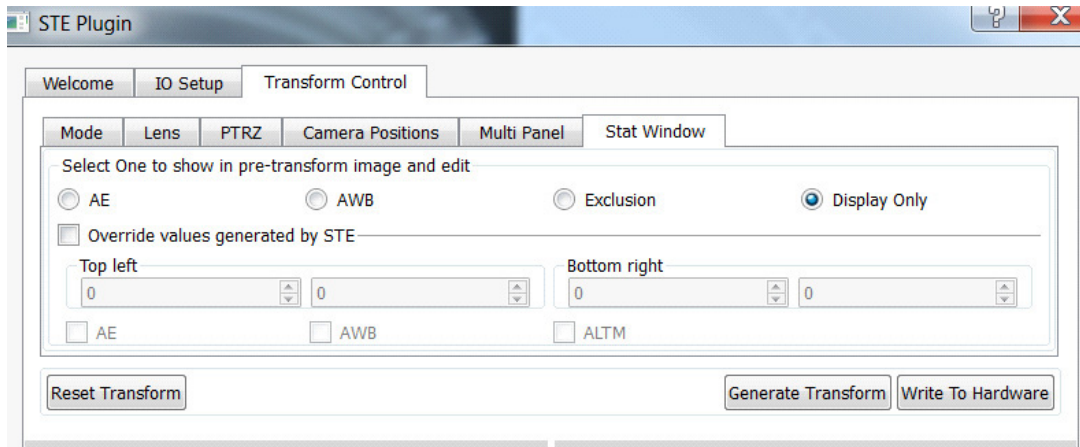 STE Plugin
Welcome IO Setup Transform Control
Mode Lens PTRZ Camera Positions Multi Panel Stat Window
Select One to show in pre-transform image and edit
AE AWB Exclusion Display Only
Override values generated by STE
Top left Bottom right
0 0 0 0
AE AWB ALTM
Reset Transform Generate Transform Write To Hardware